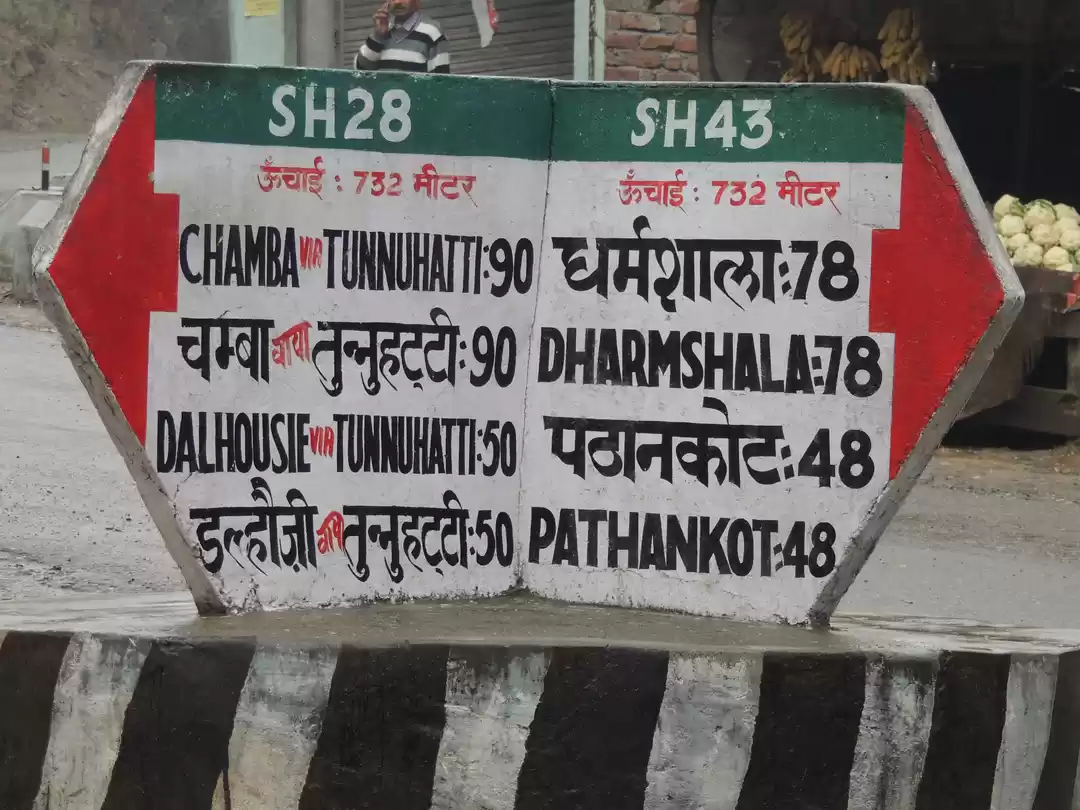 SH28
ऊँचाई : 732 मीटर
CHAMBA VIA TUNNUHATTI:90
चम्बा वाया तुन्नुहट्टी:90
DALHOUSIE VIA TUNNUHATTI:50
डल्हौज़ी वाया तुन्नुहट्टी:50
SH43
ऊँचाई : 732 मीटर
धर्मशाला:78
DHARMSHALA:78
पठानकोट:48
PATHANKOT:48